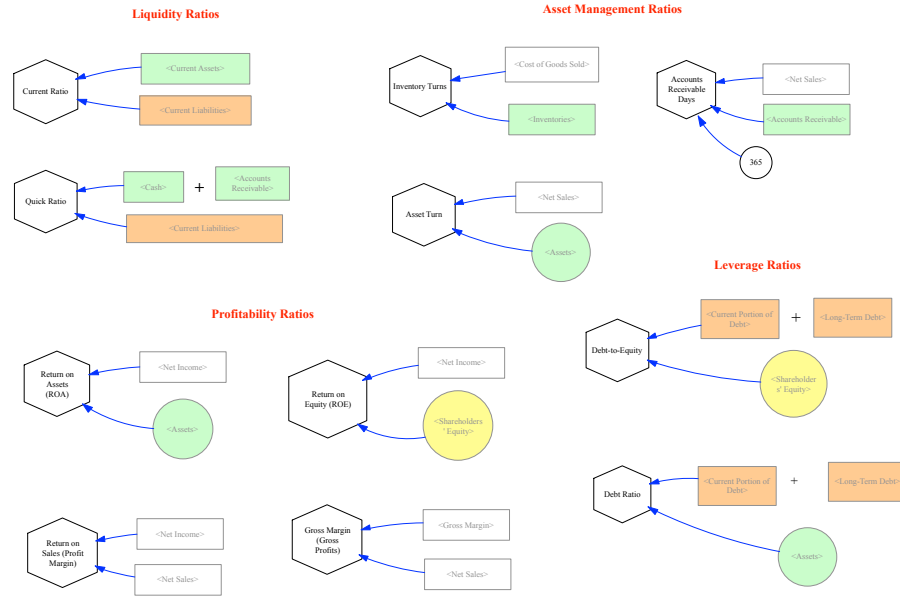 Liquidity Ratios
Current Ratio
<Current Assets>
<Current Liabilities>
Quick Ratio
<Cash>
+
<Accounts
Receivable>
<Current Liabilities>
Asset Management Ratios
Inventory Turns
<Cost of Goods Sold>
<Inventories>
Accounts
Receivable
Days
<Net Sales>
<Accounts Receivable>
365
Asset Turn
<Net Sales>
<Assets>
Profitability Ratios
Return on
Assets
(ROA)
<Net Income>
<Assets>
Return on
Equity (ROE)
<Net Income>
<Shareholders
' Equity>
Return on
Sales (Profit
Margin)
<Net Income>
<Net Sales>
Gross Margin
(Gross
Profits)
<Gross Margin>
<Net Sales>
Leverage Ratios
Debt-to-Equity
<Current Portion of
Debt>
+
<Long-Term Debt>
<Shareholder
s' Equity>
Debt Ratio
<Current Portion of
Debt>
+
<Long-Term Debt>
<Assets>